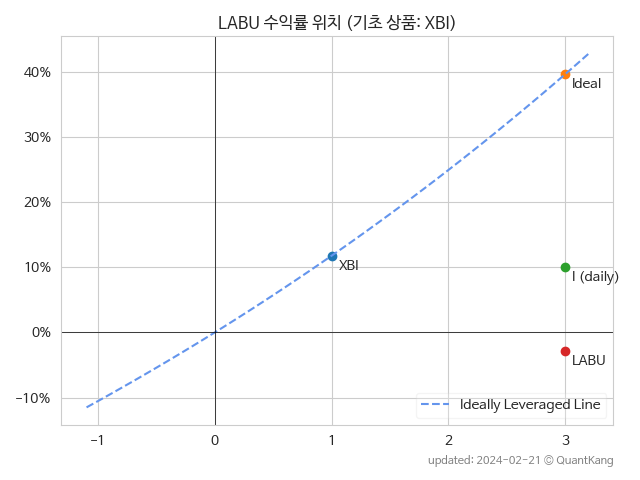 LABU 수익률 위치 (기초 상품: XBI)
40%
30%
20%
10%
0%
−10%
Ideal
XBI
I (daily)
LABU
Ideally Leveraged Line
−1
0
1
2
3
updated: 2024-02-21 © QuantKang